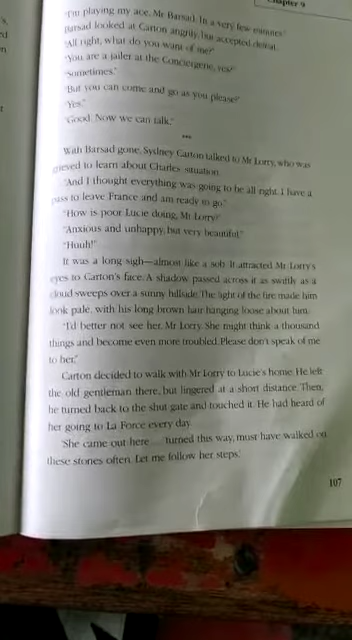 Chapter 9
"I'm playing my ace, Mr Barsad. In a very few minutes"
Barsad looked at Carton angrily, but accepted defeat.
"All right, what do you want of me?"
"You are a jailer at the Conciergerie, yes?"
"Sometimes."
"But you can come and go as you please?"
"Yes."
"Good. Now we can talk."
***
With Barsad gone, Sydney Carton talked to Mr Lorry, who was
grieved to learn about Charles' situation.
"And I thought everything was going to be all right. I have a
pass to leave France and am ready to go."
"How is poor Lucie doing, Mr Lorry?"
"Anxious and unhappy, but very beautiful."
"Huuh!"
It was a long sigh—almost like a sob. It attracted Mr Lorry's
eyes to Carton's face. A shadow passed across it as swiftly as a
cloud sweeps over a sunny hillside. The light of the fire made him
look pale, with his long brown hair hanging loose about him.
"I'd better not see her, Mr Lorry. She might think a thousand
things and become even more troubled. Please don't speak of me
to her."
Carton decided to walk with Mr Lorry to Lucie's home. He left
the old gentleman there, but lingered at a short distance. Then,
he turned back to the shut gate and touched it. He had heard of
her going to La Force every day.
'She came out here ... turned this way, must have walked on
these stones often. Let me follow her steps.'
107